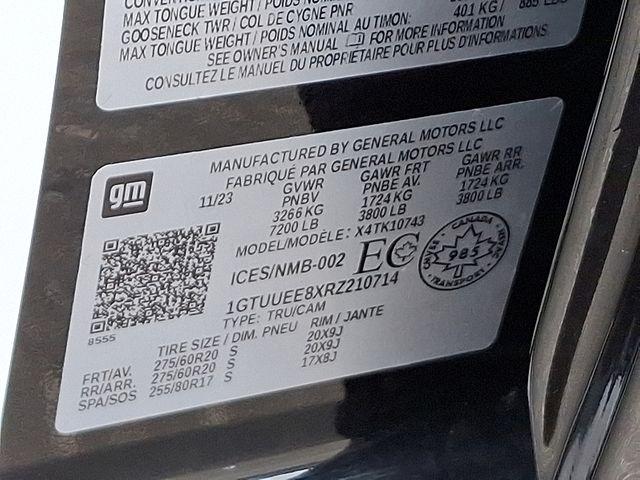 MAX TONGUE WEIGHT / POIDS
GOOSENECK TWR / COL DE CYGNE PNR
MAX TONGUE WEIGHT / POIDS NOMINAL AU TIMON: 401 KG / 885 LBS
SEE OWNER'S MANUAL FOR MORE INFORMATION
CONSULTEZ LE MANUEL DU PROPRIETAIRE POUR PLUS D'INFORMATIONS.
gm
MANUFACTURED BY GENERAL MOTORS LLC
FABRIQUÉ PAR GENERAL MOTORS LLC
11/23 GVWR GAWR FRT GAWR RR
PNBV PNBE AV. PNBE ARR.
3266 KG 1724 KG 1724 KG
7200 LB 3800 LB 3800 LB
MODEL/MODÈLE: X4TK10743
ICES/NMB-002 EC
CANADA
985
TRANSPORT
1GTUUEE8XRZ210714
TYPE: TRU/CAM
8555
TIRE SIZE / DIM. PNEU RIM / JANTE
FRT/AV. 275/60R20 S 20X9J
RR/ARR. 275/60R20 S 20X9J
SPA/SOS 255/80R17 S 17X8J